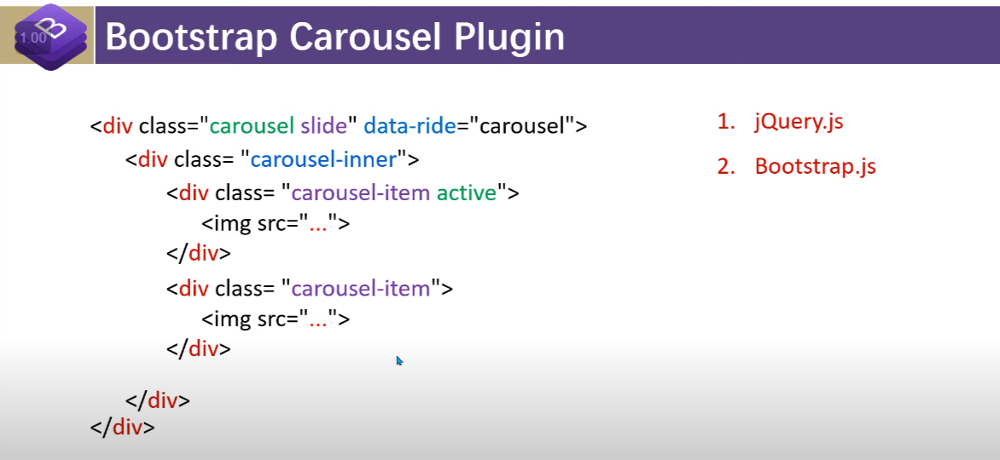 1.00
Bootstrap Carousel Plugin
<div class="carousel slide" data-ride="carousel">
<div class= "carousel-inner">
<div class= "carousel-item active">
<img src="...">
</div>
<div class= "carousel-item">
<img src="...">
</div>
</div>
</div>
1. jQuery.js
2. Bootstrap.js